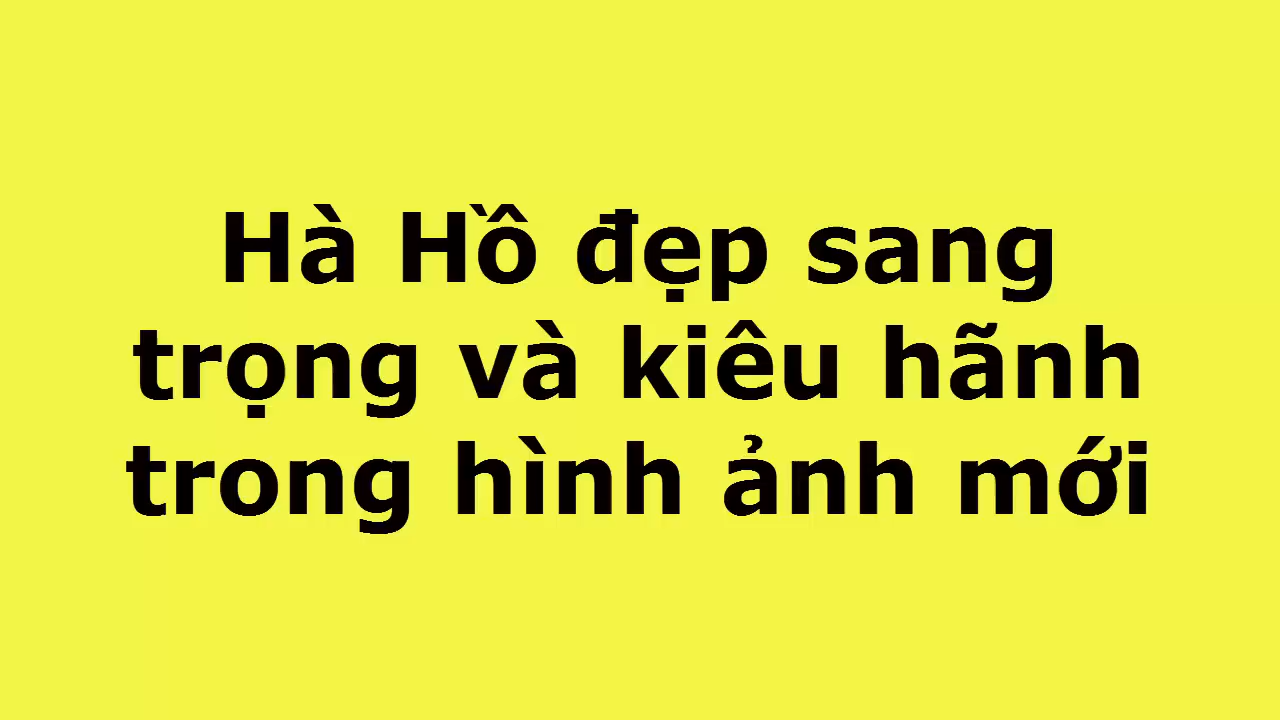 Hà Hồ đẹp sang
trọng và kiêu hãnh
trong hình ảnh mới